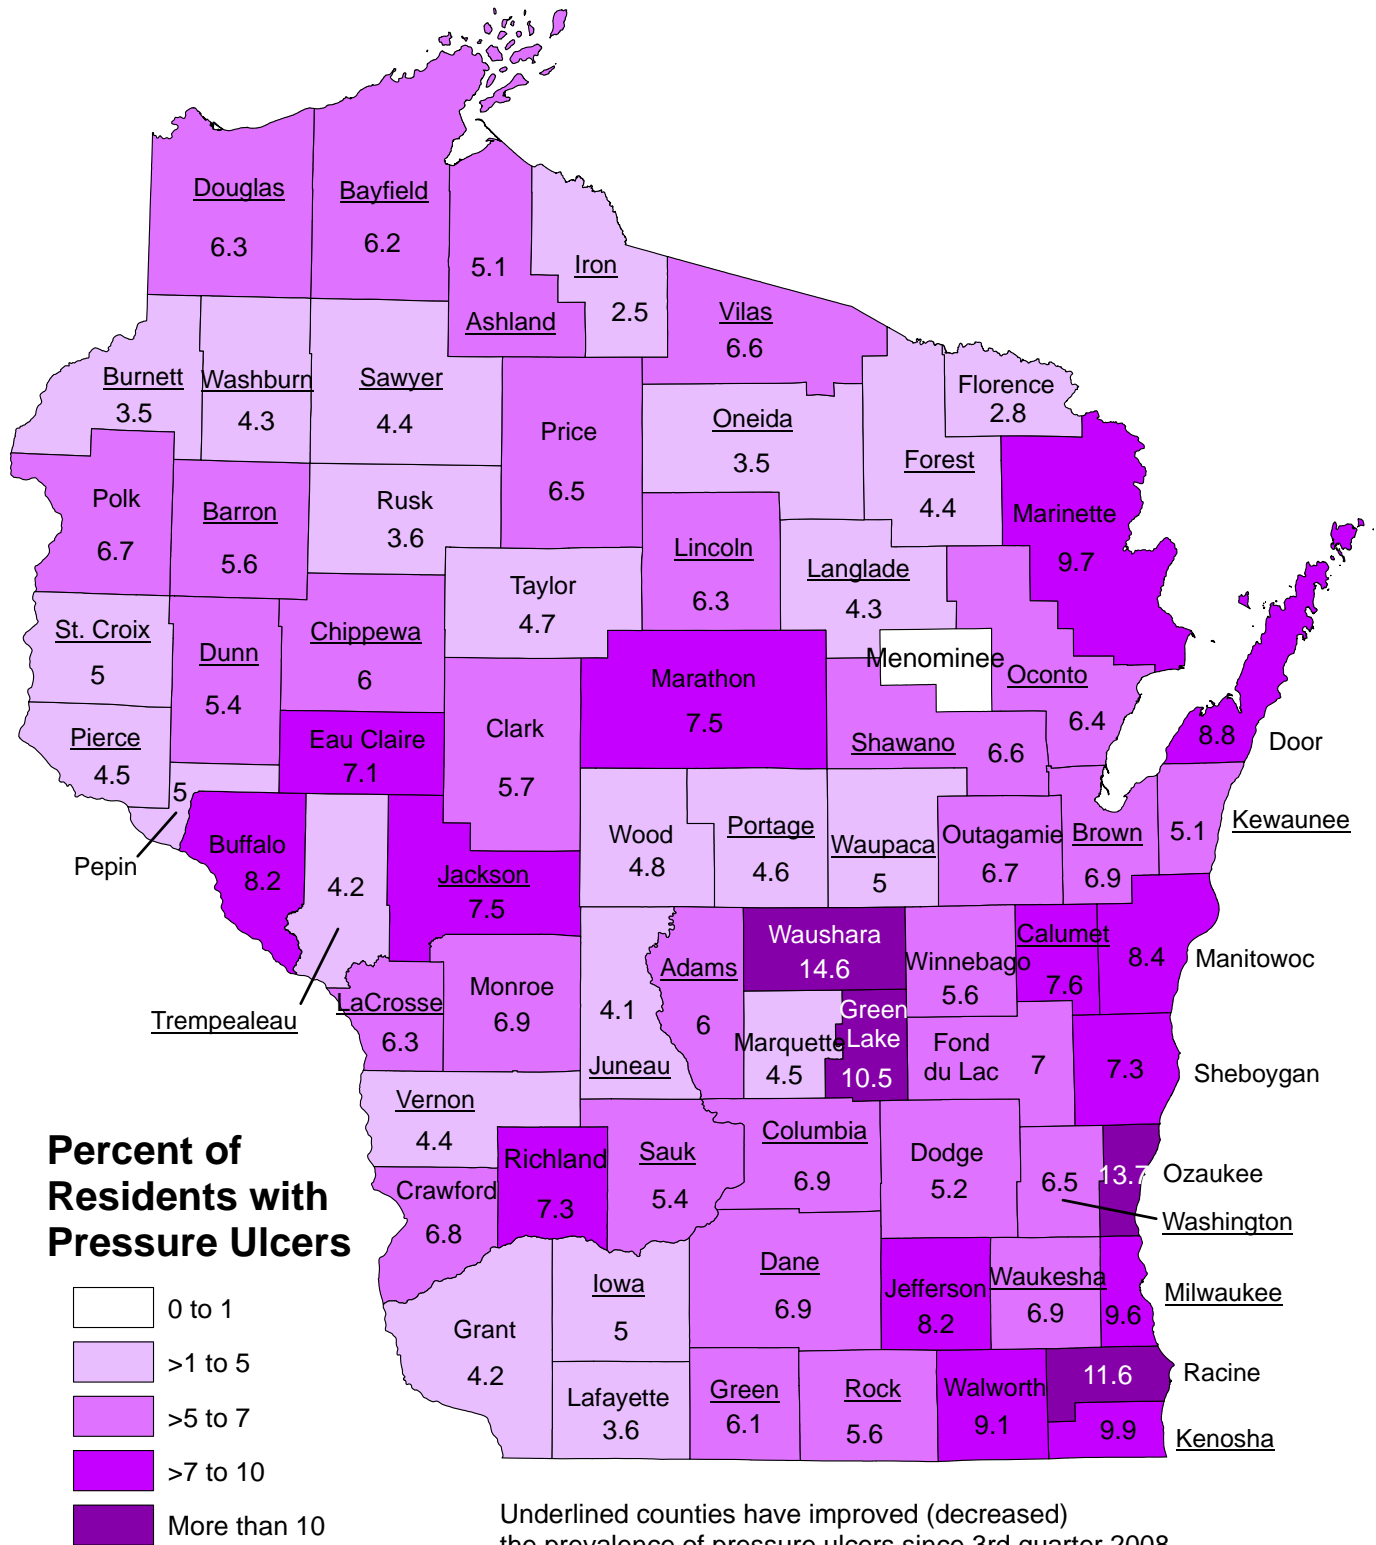 Douglas
6.3
Bayfield
6.2
5.1
Ashland
Iron
2.5
Vilas
6.6
Burnett
3.5
Washburn
4.3
Sawyer
4.4
Price
6.5
Oneida
3.5
Florence
2.8
Forest
4.4
Marinette
9.7
Polk
6.7
Barron
5.6
Rusk
3.6
Lincoln
6.3
Langlade
4.3
Taylor
4.7
St. Croix
5
Dunn
5.4
Chippewa
6
Menominee
Oconto
6.4
Marathon
7.5
Clark
5.7
Pierce
4.5
Eau Claire
7.1
Shawano
6.6
8.8
Door
5
Pepin
Buffalo
8.2
4.2
Trempealeau
Jackson
7.5
Wood
4.8
Portage
4.6
Waupaca
5
Outagamie
6.7
Brown
6.9
5.1
Kewaunee
Waushara
14.6
Winnebago
5.6
Calumet
7.6
8.4
Manitowoc
LaCrosse
6.3
Monroe
6.9
4.1
Juneau
Adams
6
Marquette
4.5
Green
Lake
10.5
Fond
du Lac
7
7.3
Sheboygan
Vernon
4.4
Richland
7.3
Sauk
5.4
Columbia
6.9
Dodge
5.2
6.5
Washington
13.7
Ozaukee
Crawford
6.8
Grant
4.2
Iowa
5
Dane
6.9
Jefferson
8.2
Waukesha
6.9
9.6
Milwaukee
Lafayette
3.6
Green
6.1
Rock
5.6
Walworth
9.1
11.6
Racine
9.9
Kenosha
Percent of
Residents with
Pressure Ulcers
0 to 1
>1 to 5
>5 to 7
>7 to 10
More than 10
Underlined counties have improved (decreased)
the prevalence of pressure ulcers since 3rd quarter 2008